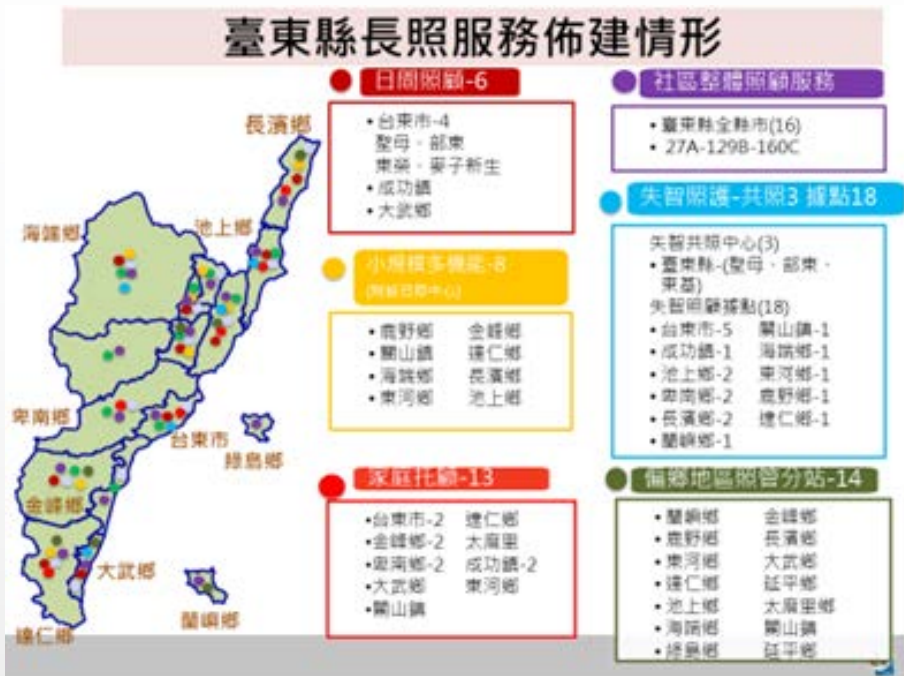 臺東縣長照服務佈建情形
日間照顧-6
•台東市-4
聖母、部東
東榮、麥子新生
•成功鎮
•大武鄉
社區整體照顧服務
•臺東縣全縣市(16)
•27A-129B-160C
失智照護-共照3 據點18
失智共照中心(3)
•臺東縣-(聖母、部東、
東基)
失智照顧據點(18)
•台東市-5 關山鎮-1
•成功鎮-1 海端鄉-1
•池上鄉-2 東河鄉-1
•卑南鄉-2 鹿野鄉-1
•長濱鄉-2 達仁鄉-1
•蘭嶼鄉-1
小規模多機能-8
•鹿野鄉 金峰鄉
•關山鎮 達仁鄉
•海端鄉 長濱鄉
•東河鄉 池上鄉
家庭托顧-13
•台東市-2 達仁鄉
•金峰鄉-2 太麻里
•卑南鄉-2 成功鎮-2
•大武鄉 東河鄉
•關山鎮
偏鄉地區照管分站-14
•蘭嶼鄉 金峰鄉
•鹿野鄉 長濱鄉
•東河鄉 大武鄉
•達仁鄉 延平鄉
•池上鄉 太麻里鄉
•海端鄉 關山鎮
•綠島鄉 延平鄉
長濱鄉
海端鄉
池上鄉
卑南鄉
台東市
綠島鄉
金峰鄉
大武鄉
蘭嶼鄉
達仁鄉